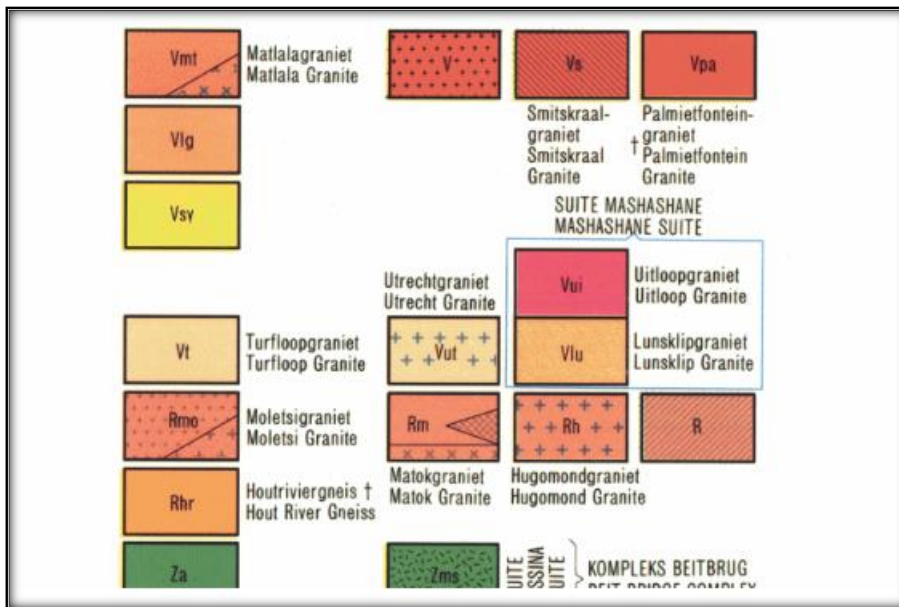 Vmt
Matlalagraniet
Matlala Granite
V+
Vs
Vpa
Smitskraal-
graniet
Smitskraal
Granite
†
Palmietfontein-
graniet
Palmietfontein
Granite
Vlg
Vsy
SUITE MASHASHANE
MASHASHANE SUITE
Vui
Uitloopgraniet
Uitloop Granite
Utrechtgraniet
Utrecht Granite
Vt
Turfloopgraniet
Turfloop Granite
Vut
Vlu
Lunsklipgraniet
Lunsklip Granite
Rmo
Moletsigraniet
Moletsi Granite
Rm
Rh
R
Matokgraniet
Matok Granite
Hugomondgraniet
Hugomond Granite
Rhr
Houtriviergneis †
Hout River Gneiss
Za
Zms
KOMPLEKS BEITBRUG
BEIT BRIDGE COMPLEX